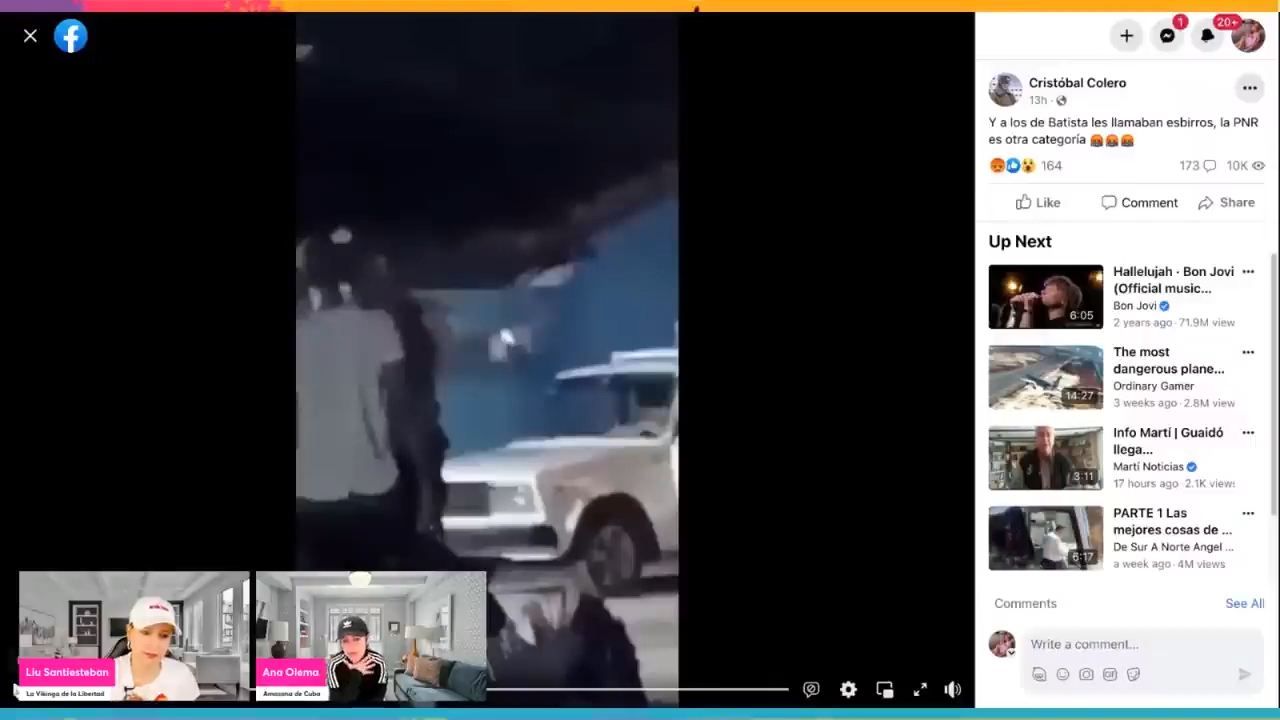 1
20+
Cristóbal Colero
13h ·
Y a los de Batista les llamaban esbirros, la PNR
es otra categoría 🤬🤬🤬
164
173
10K
Like
Comment
Share
Up Next
Hallelujah - Bon Jovi
(Official music...
Bon Jovi
2 years ago · 71.9M view
6:05
The most
dangerous plane...
Ordinary Gamer
3 weeks ago · 2.8M view
14:27
Info Martí | Guaidó
llega...
Martí Noticias
17 hours ago · 2.1K views
3:11
PARTE 1 Las
mejores cosas de ...
De Sur A Norte Angel ...
a week ago · 4M views
6:17
Comments
See All
Write a comment...
GIF
Liu Santiesteban
La Vikinga de la Libertad
Ana Olema
Amazona de Cuba